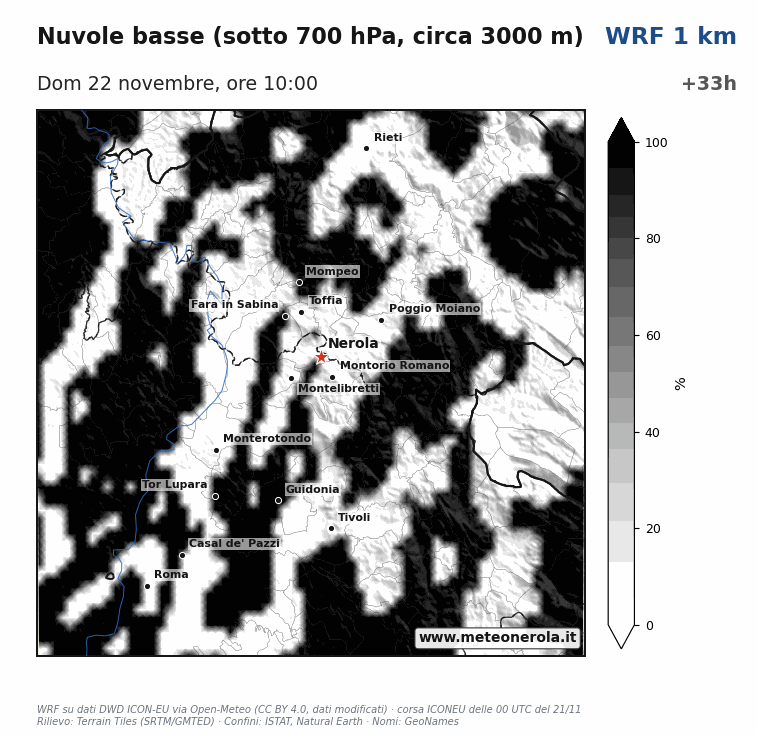 Nuvole basse (sotto 700 hPa, circa 3000 m) WRF 1 km
Dom 22 novembre, ore 10:00 +33h
Rieti
100
80
60
40
20
0
%
Mompeo
Toffia
Fara in Sabina
Poggio Moiano
Nerola
Montorio Romano
Montelibretti
Monterotondo
Tor Lupara
Guidonia
Tivoli
Casal de' Pazzi
Roma
www.meteonerola.it
WRF su dati DWD ICON-EU via Open-Meteo (CC BY 4.0, dati modificati) · corsa ICONEU delle 00 UTC del 21/11
Rilievo: Terrain Tiles (SRTM/GMTED) · Confini: ISTAT, Natural Earth · Nomi: GeoNames